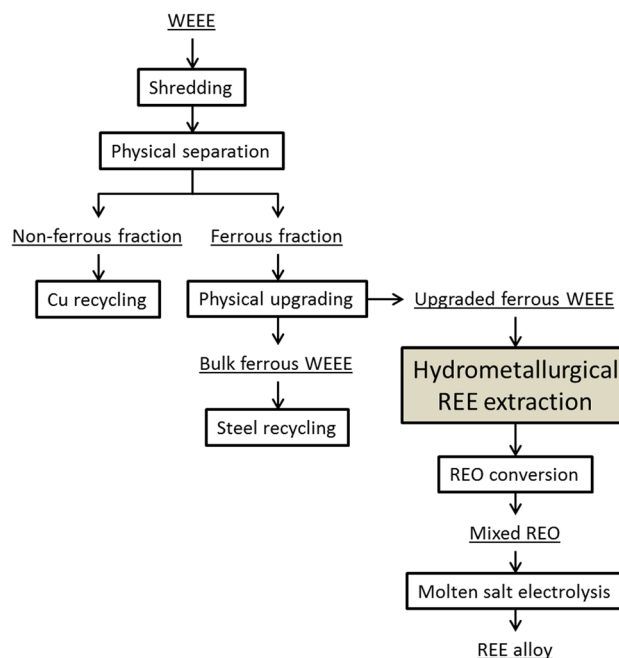 WEEE
Shredding
Physical separation
Non-ferrous fraction
Ferrous fraction
Cu recycling
Physical upgrading
Upgraded ferrous WEEE
Bulk ferrous WEEE
Hydrometallurgical
REE extraction
Steel recycling
REO conversion
Mixed REO
Molten salt electrolysis
REE alloy